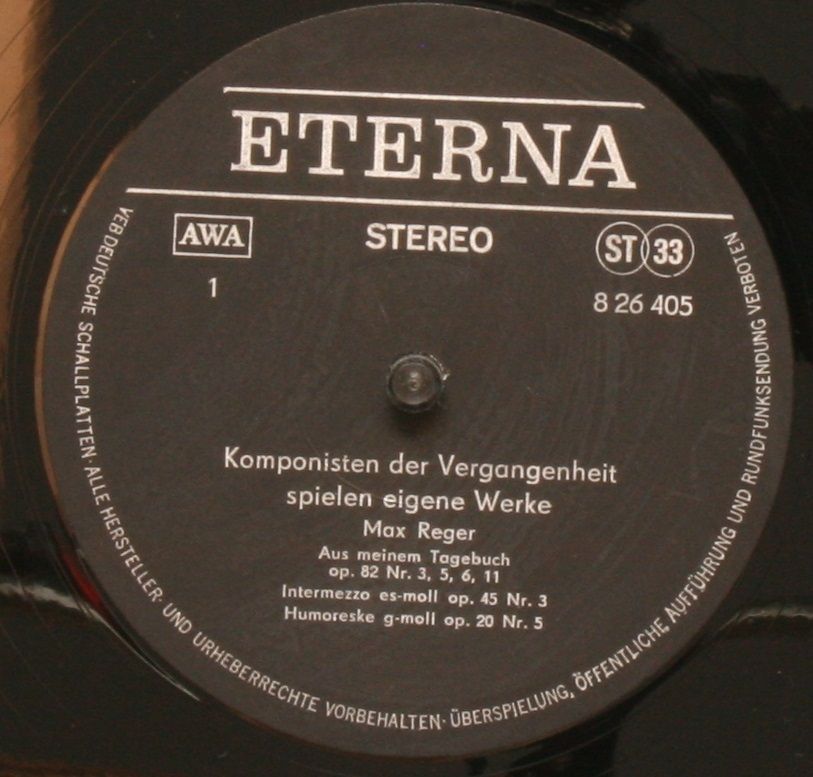 ETERNA
AWA
STEREO
ST 33
1
8 26 405
Komponisten der Vergangenheit
spielen eigene Werke
Max Reger
Aus meinem Tagebuch
op. 82 Nr. 3, 5, 6, 11
Intermezzo es-moll op. 45 Nr. 3
Humoreske g-moll op. 20 Nr. 5
VEB DEUTSCHE SCHALLPLATTEN · ALLE HERSTELLER- UND URHEBERRECHTE VORBEHALTEN · ÜBERSPIELUNG, ÖFFENTLICHE AUFFÜHRUNG UND RUNDFUNKSENDUNG VERBOTEN